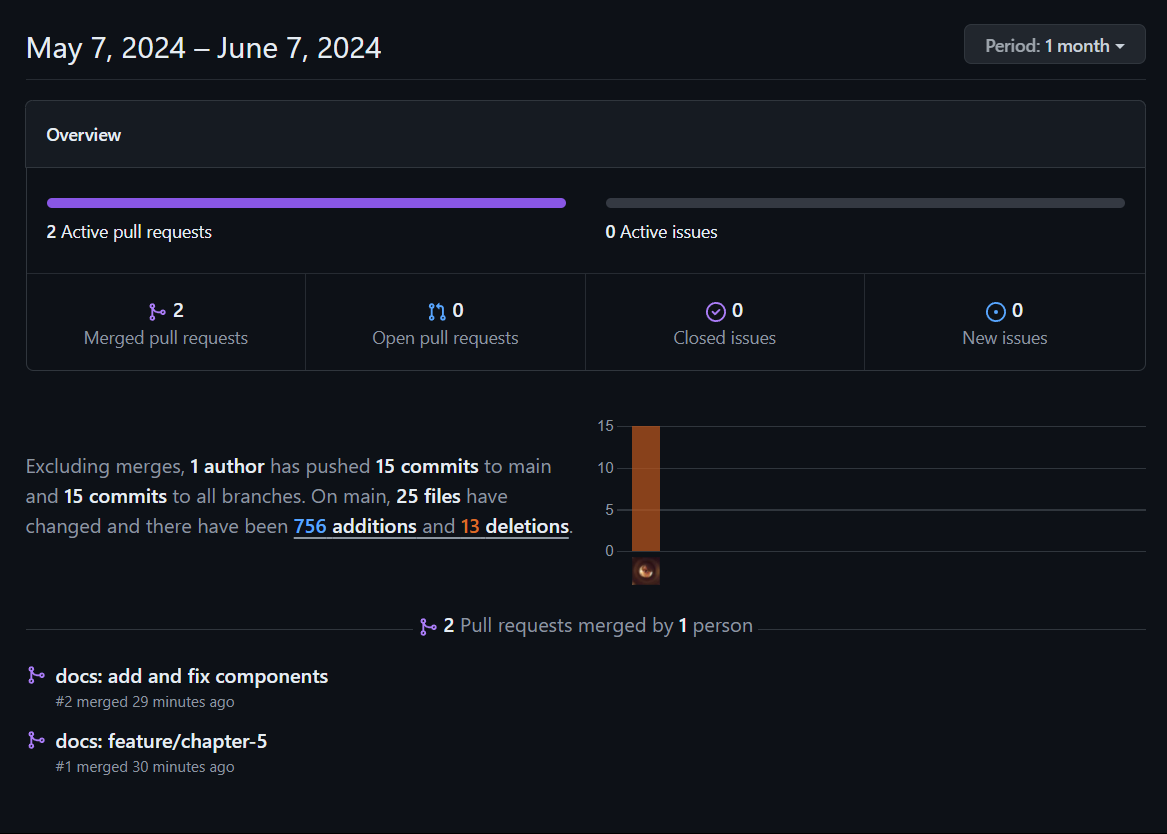 May 7, 2024 – June 7, 2024
Period: 1 month
Overview
2 Active pull requests
0 Active issues
2
Merged pull requests
0
Open pull requests
0
Closed issues
0
New issues
Excluding merges, 1 author has pushed 15 commits to main
and 15 commits to all branches. On main, 25 files have
changed and there have been 756 additions and 13 deletions.
15
10
5
0
2 Pull requests merged by 1 person
docs: add and fix components
#2 merged 29 minutes ago
docs: feature/chapter-5
#1 merged 30 minutes ago